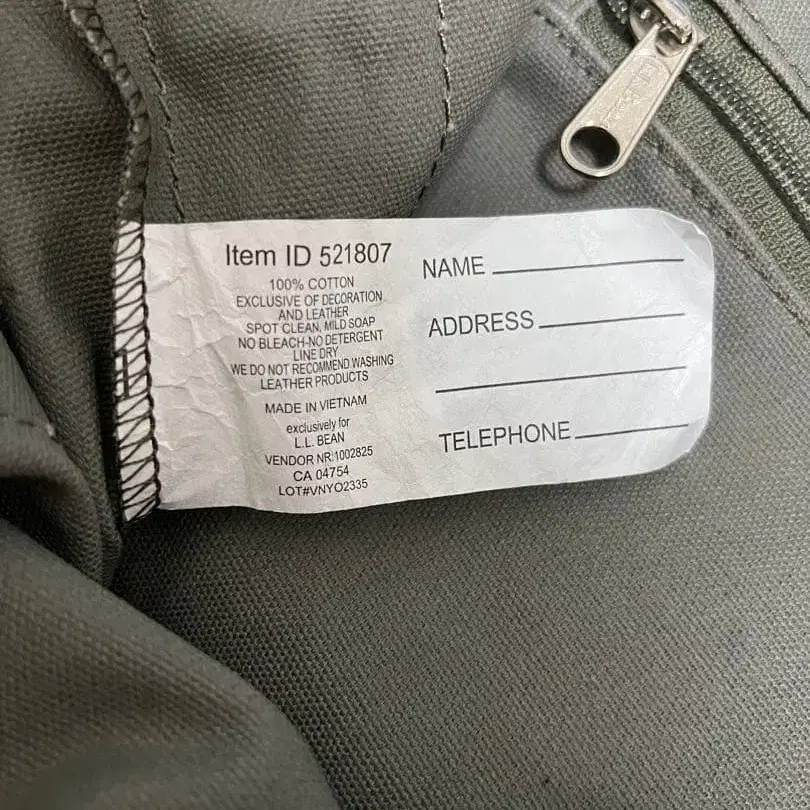 Item ID 521807
100% COTTON
EXCLUSIVE OF DECORATION
AND LEATHER
SPOT CLEAN, MILD SOAP
NO BLEACH-NO DETERGENT
LINE DRY
WE DO NOT RECOMMEND WASHING
LEATHER PRODUCTS
MADE IN VIETNAM
exclusively for
L.L. BEAN
VENDOR NR:1002825
CA 04754
LOT#VNYO2335
NAME
ADDRESS
TELEPHONE